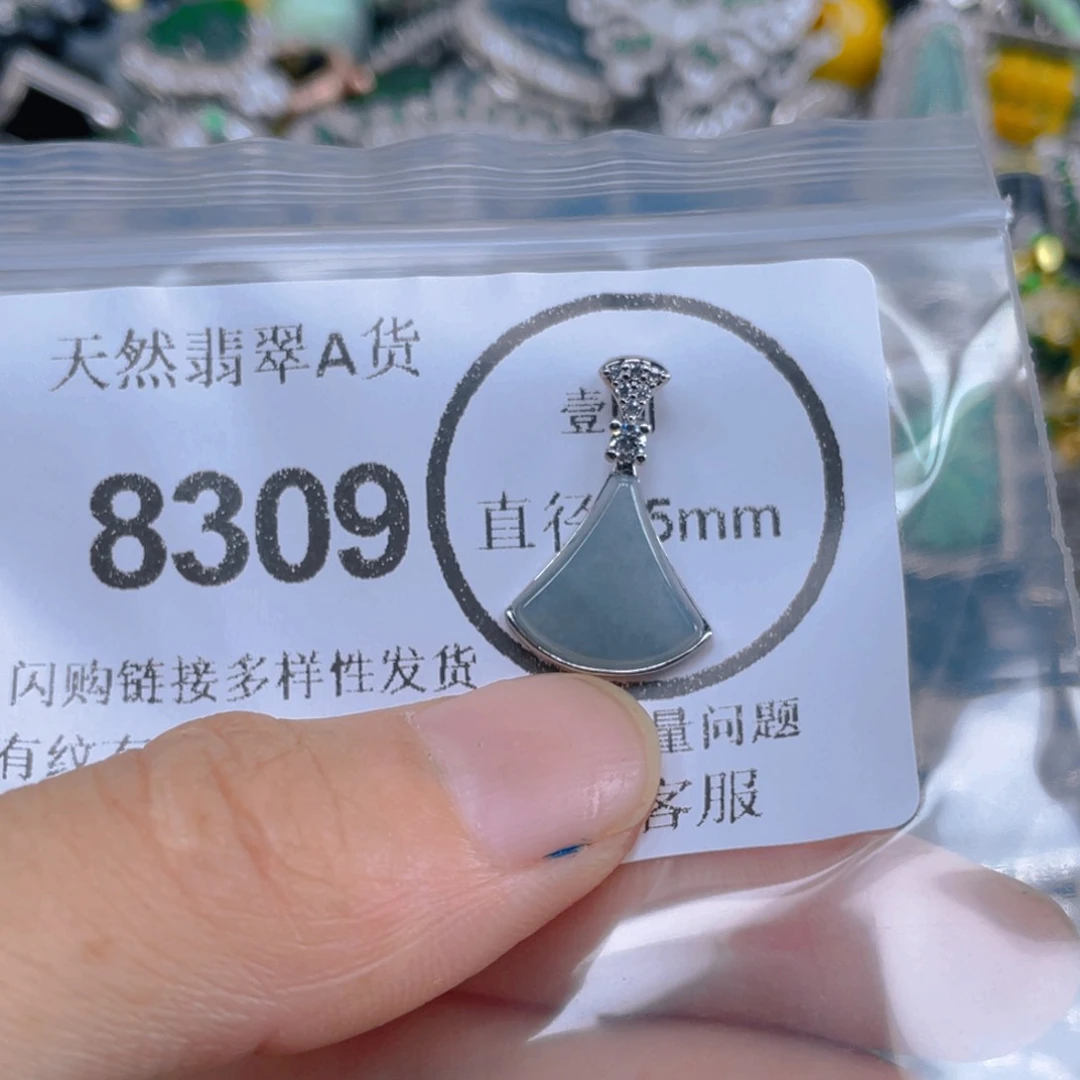 天然翡翠A货
壹
8309
直径 5mm
闪购链接多样性发货
有纹 量问题
客服